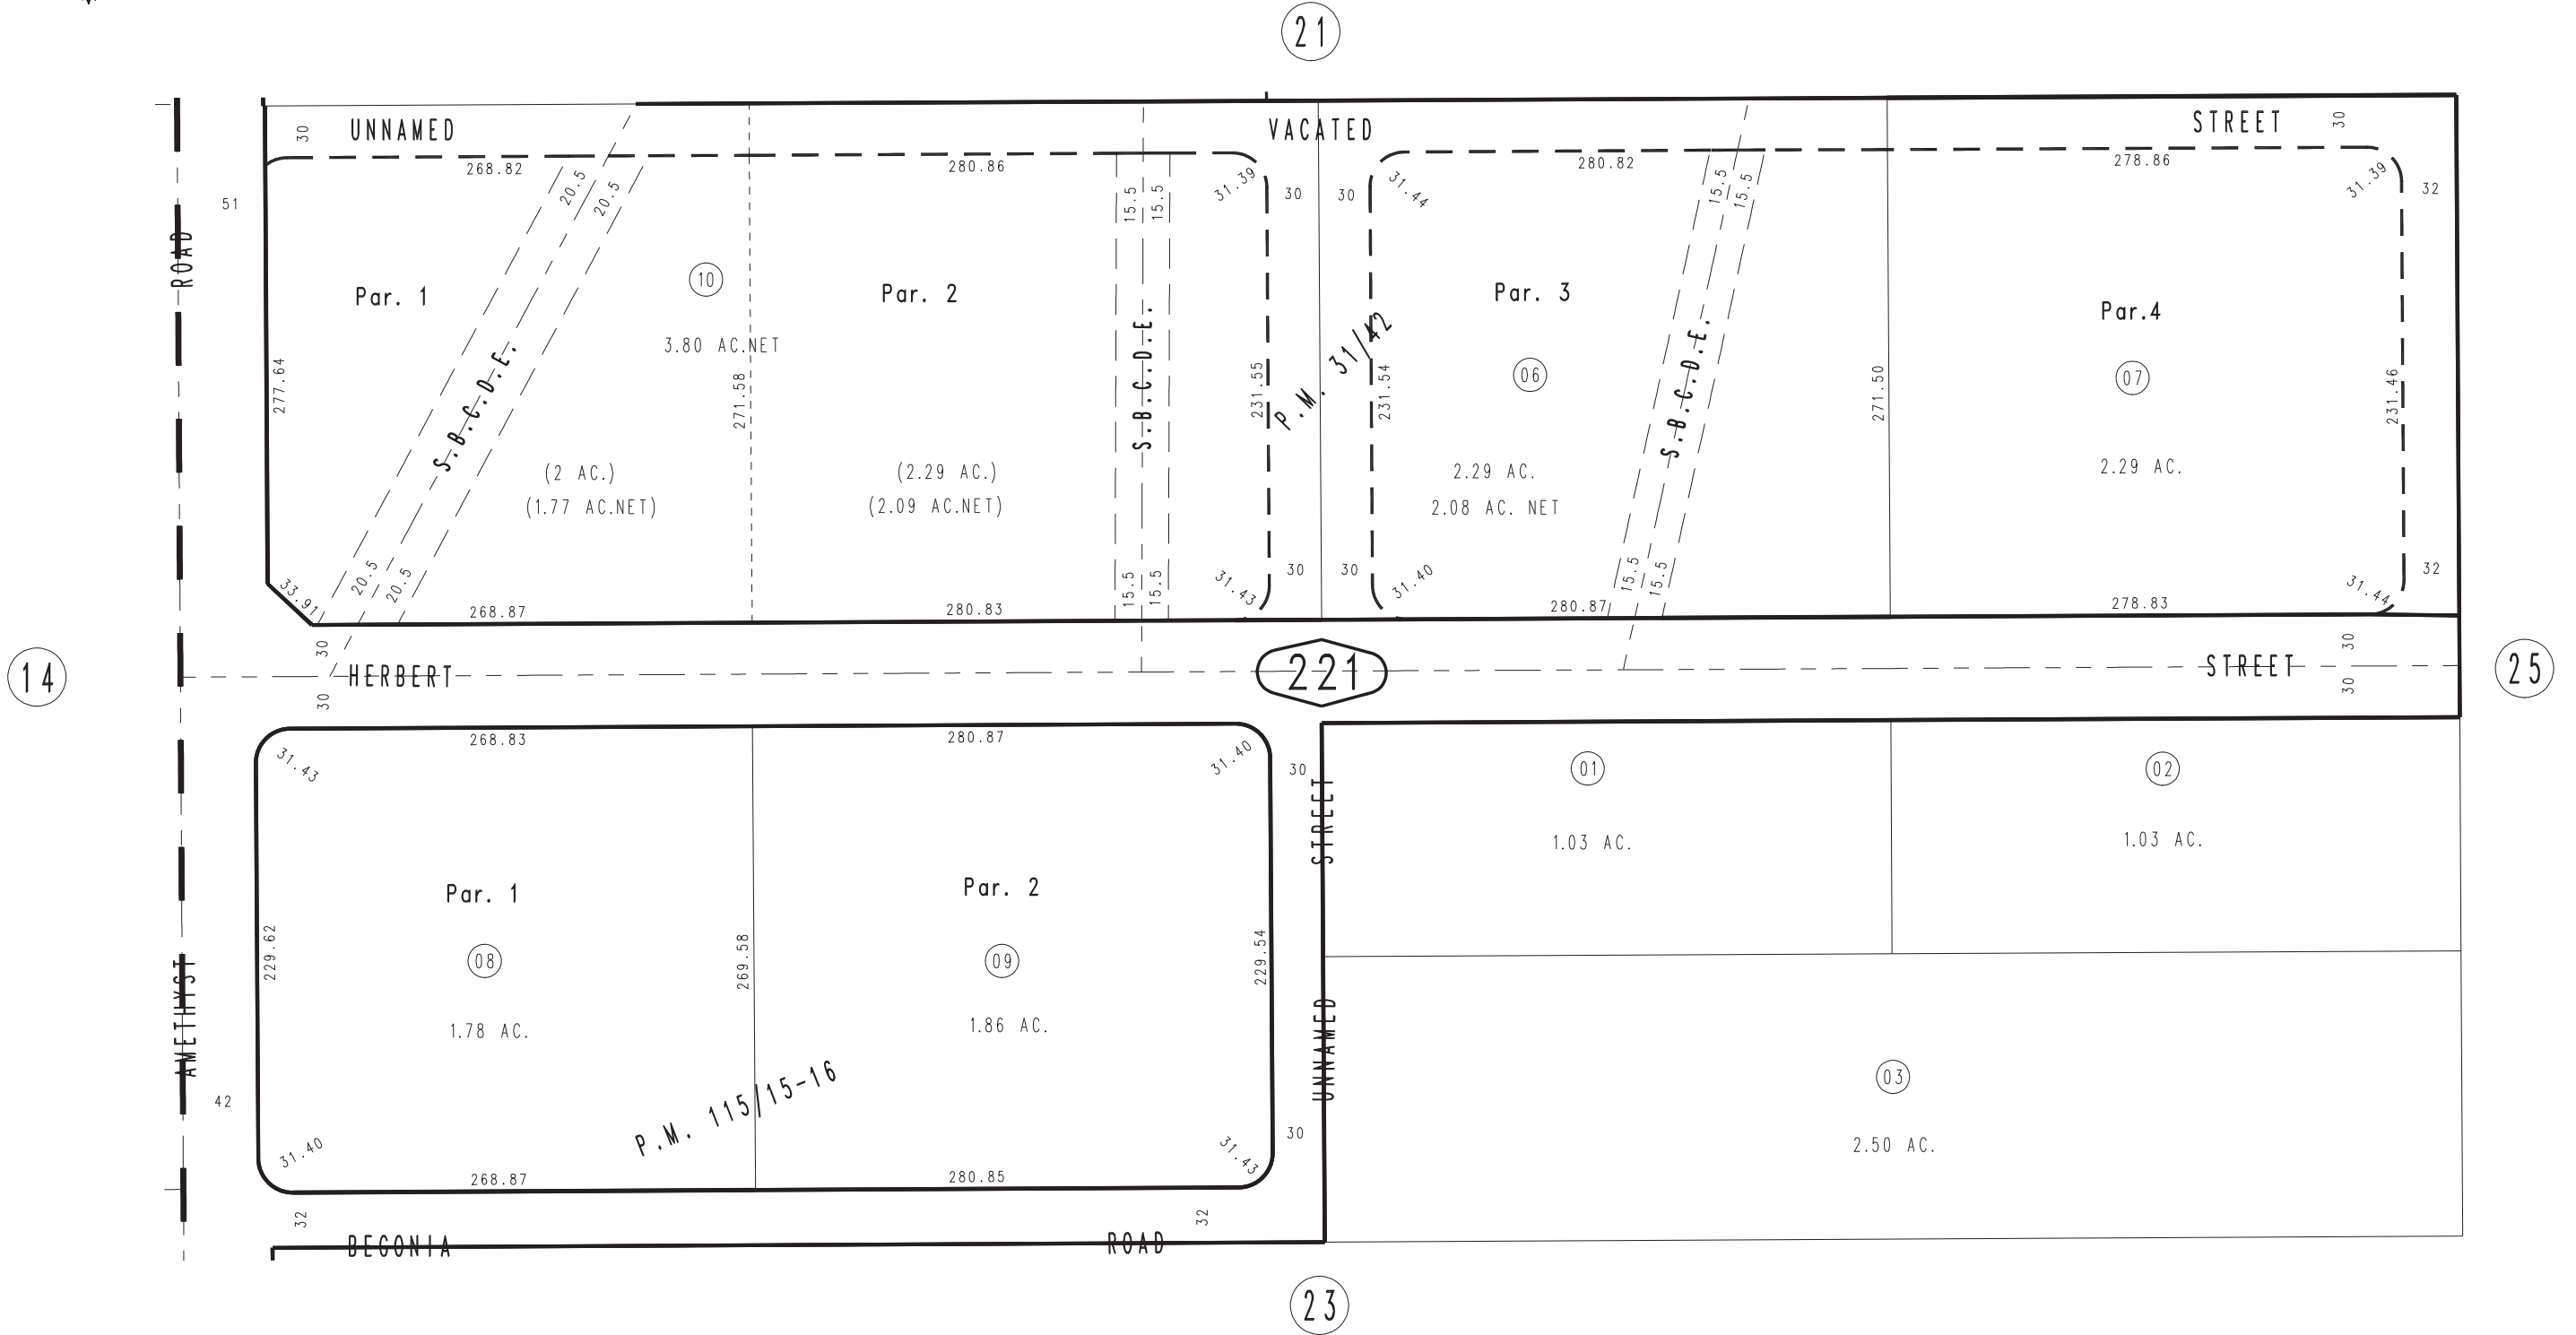 21
UNNAMED VACATED STREET
30 30
268.82 280.86 280.82 278.86
51 20.5 20.5 15.5 15.5 31.39 30 30 31.44 15.5 15.5 31.39 32
ROAD
Par. 1 10 Par. 2 Par. 3 Par.4
3.80 AC.NET
S.B.C.D.E. S.B.C.D.E. P.M. 31/42 S.B.C.D.E.
06 07
277.64 271.58 231.55 231.54 271.50 231.46
(2 AC.) (2.29 AC.) 2.29 AC. 2.29 AC.
(1.77 AC.NET) (2.09 AC.NET) 2.08 AC. NET
33.91 20.5 20.5 15.5 15.5 31.43 30 30 31.40 15.5 15.5 31.44 32
268.87 280.83 280.87 278.83
30 30
14 HERBERT 221 STREET 25
30 30
268.83 280.87
31.43 31.40 30 01 02
STREET
1.03 AC. 1.03 AC.
Par. 1 Par. 2
229.62 08 269.58 09 229.54
AMETHYST
1.78 AC. 1.86 AC.
UNNAMED
03
42 P.M. 115/15-16
31.40 31.43 30
2.50 AC.
268.87 280.85
32 32
BEGONIA ROAD
23